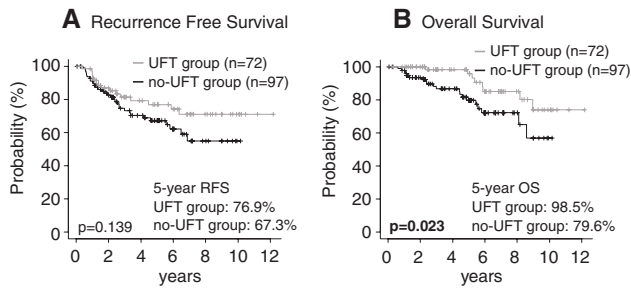 A Recurrence Free Survival
UFT group (n=72)
no-UFT group (n=97)
Probability (%)
100
80
60
40
20
0
5-year RFS
UFT group: 76.9%
no-UFT group: 67.3%
p=0.139
0 2 4 6 8 10 12
years
B Overall Survival
UFT group (n=72)
no-UFT group (n=97)
Probability (%)
100
80
60
40
20
0
5-year OS
UFT group: 98.5%
no-UFT group: 79.6%
p=0.023
0 2 4 6 8 10 12
years